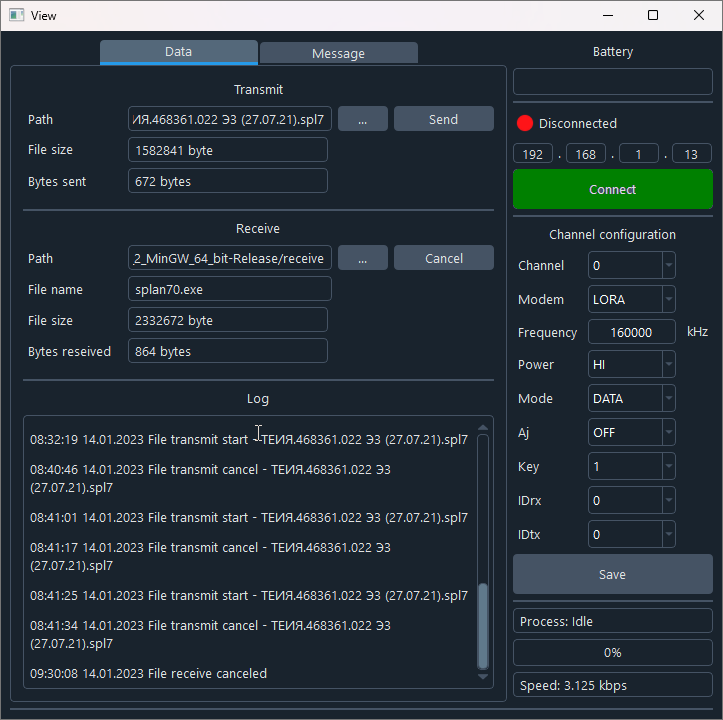 View
Data
Message
Transmit
Path
ИЯ.468361.022 Э3 (27.07.21).spl7
...
Send
File size
1582841 byte
Bytes sent
672 bytes
Receive
Path
.2_MinGW_64_bit-Release/receive
...
Cancel
File name
splan70.exe
File size
2332672 byte
Bytes reseived
864 bytes
Log
08:32:19 14.01.2023 File transmit start - ТЕИЯ.468361.022 Э3 (27.07.21).spl7
08:40:46 14.01.2023 File transmit cancel - ТЕИЯ.468361.022 Э3
(27.07.21).spl7
08:41:01 14.01.2023 File transmit start - ТЕИЯ.468361.022 Э3 (27.07.21).spl7
08:41:17 14.01.2023 File transmit cancel - ТЕИЯ.468361.022 Э3
(27.07.21).spl7
08:41:25 14.01.2023 File transmit start - ТЕИЯ.468361.022 Э3 (27.07.21).spl7
08:41:34 14.01.2023 File transmit cancel - ТЕИЯ.468361.022 Э3
(27.07.21).spl7
09:30:08 14.01.2023 File receive canceled
Battery
Disconnected
192 . 168 . 1 . 13
Connect
Channel configuration
Channel
0
Modem
LORA
Frequency
160000
kHz
Power
HI
Mode
DATA
Aj
OFF
Key
1
IDrx
0
IDtx
0
Save
Process: Idle
0%
Speed: 3.125 kbps